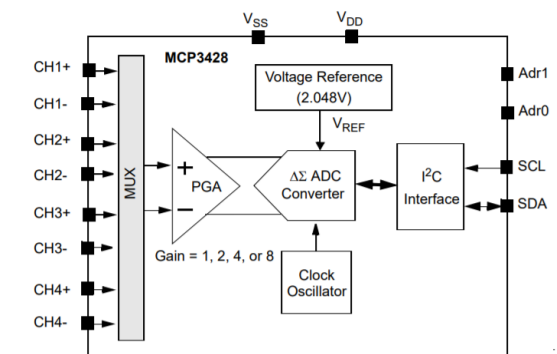 VSS
VDD
MCP3428
CH1+
CH1-
CH2+
CH2-
CH3+
CH3-
CH4+
CH4-
MUX
Voltage Reference
(2.048V)
VREF
+
PGA
−
Gain = 1, 2, 4, or 8
ΔΣ ADC
Converter
Clock
Oscillator
I2C
Interface
Adr1
Adr0
SCL
SDA